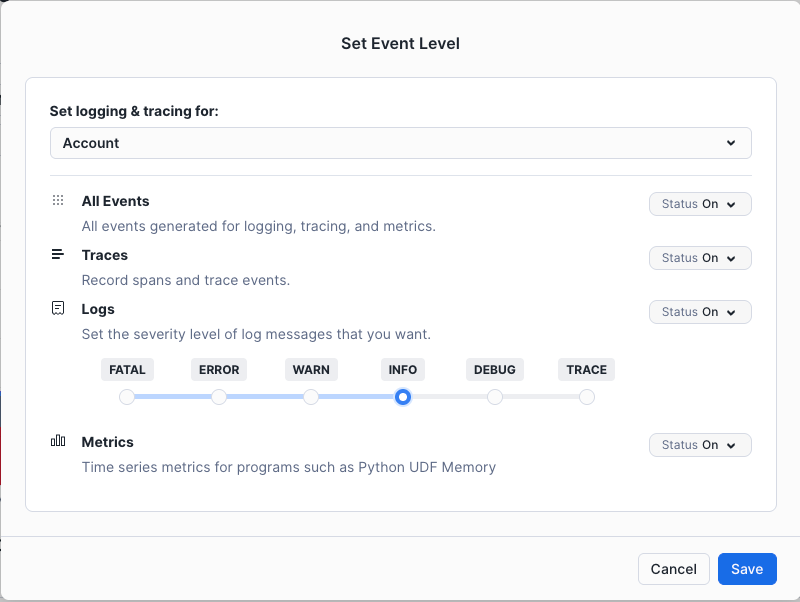 Set Event Level
Set logging & tracing for:
Account
All Events
Status On
All events generated for logging, tracing, and metrics.
Traces
Status On
Record spans and trace events.
Logs
Status On
Set the severity level of log messages that you want.
FATAL ERROR WARN INFO DEBUG TRACE
Metrics
Status On
Time series metrics for programs such as Python UDF Memory
Cancel Save